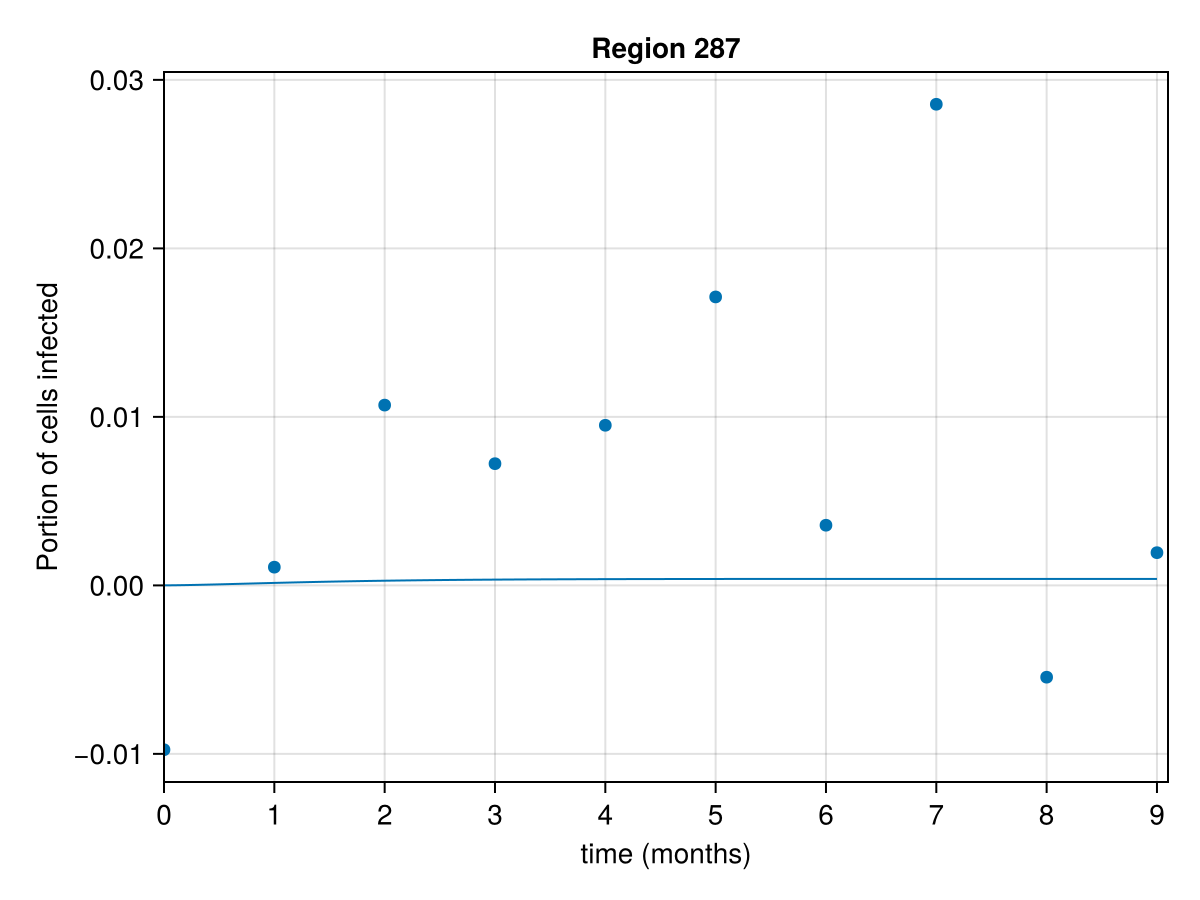 Region 287
0.03
0.02
0.01
0.00
−0.01
Portion of cells infected
0 1 2 3 4 5 6 7 8 9
time (months)